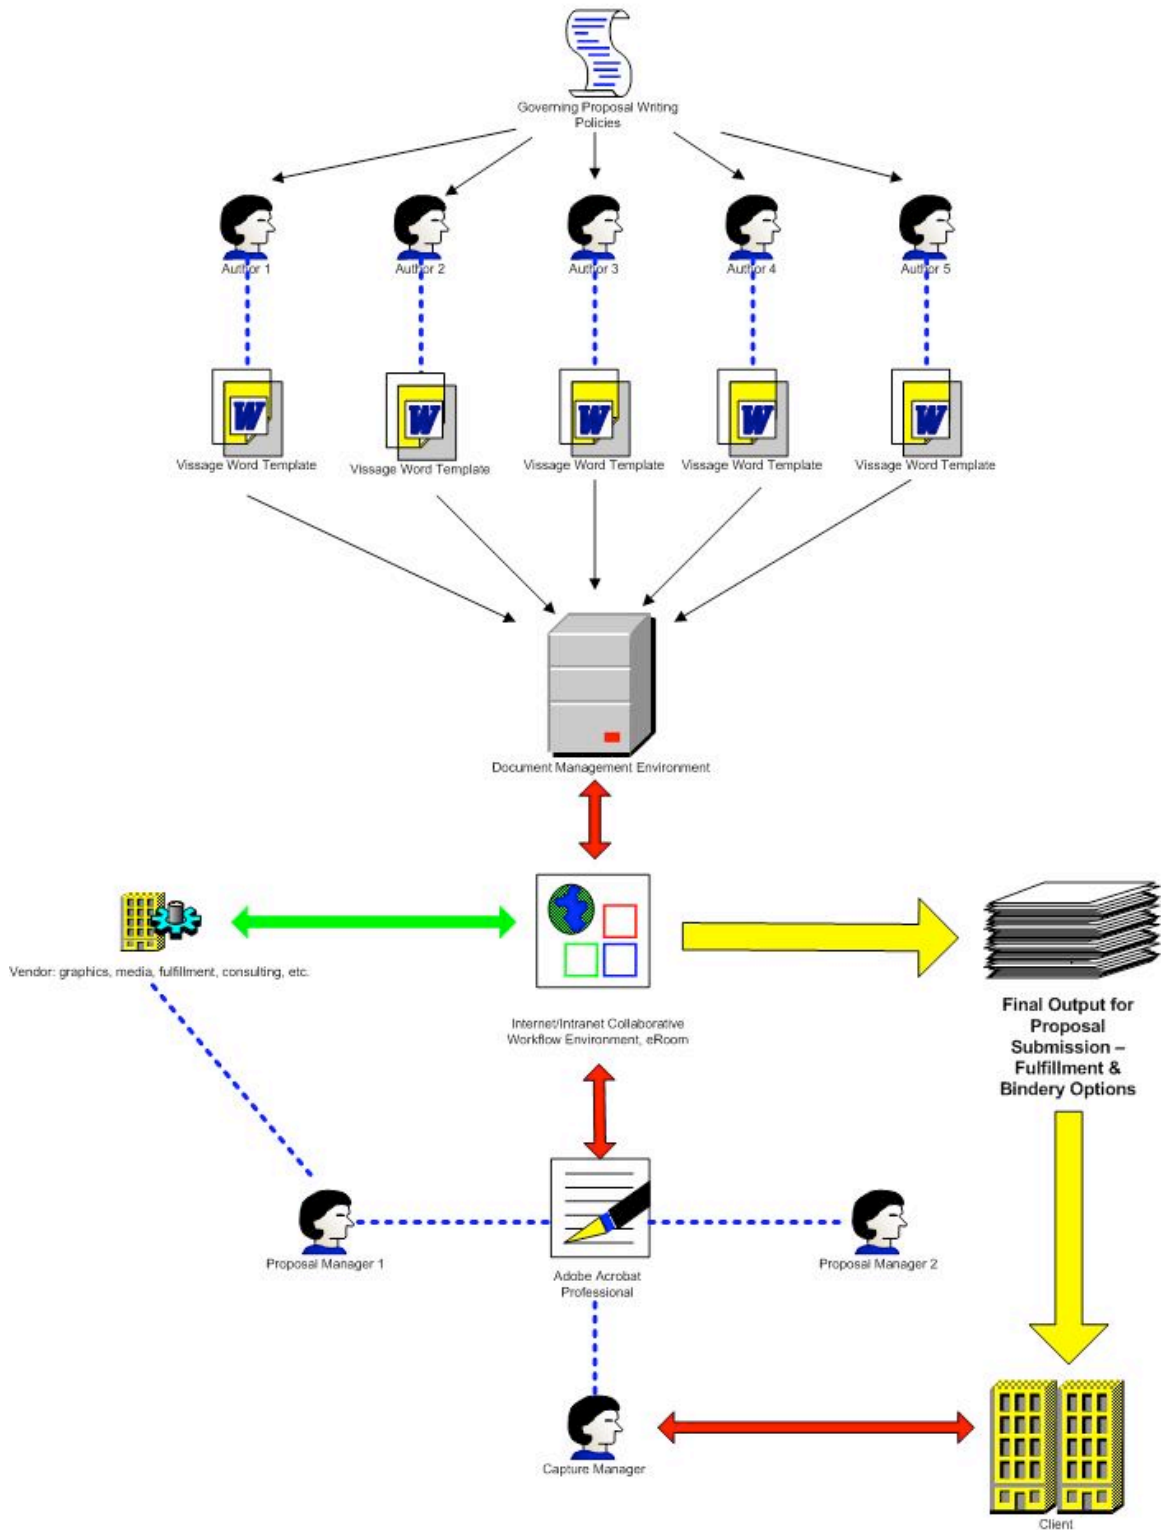 Governing Proposal Writing
Policies
Author 1
Author 2
Author 3
Author 4
Author 5
W
W
W
W
W
Vissage Word Template
Vissage Word Template
Vissage Word Template
Vissage Word Template
Vissage Word Template
Document Management Environment
Vendor: graphics, media, fulfillment, consulting, etc.
Internet/Intranet Collaborative
Workflow Environment, eRoom
Final Output for
Proposal
Submission –
Fulfillment &
Bindery Options
Proposal Manager 1
Adobe Acrobat
Professional
Proposal Manager 2
Capture Manager
Client